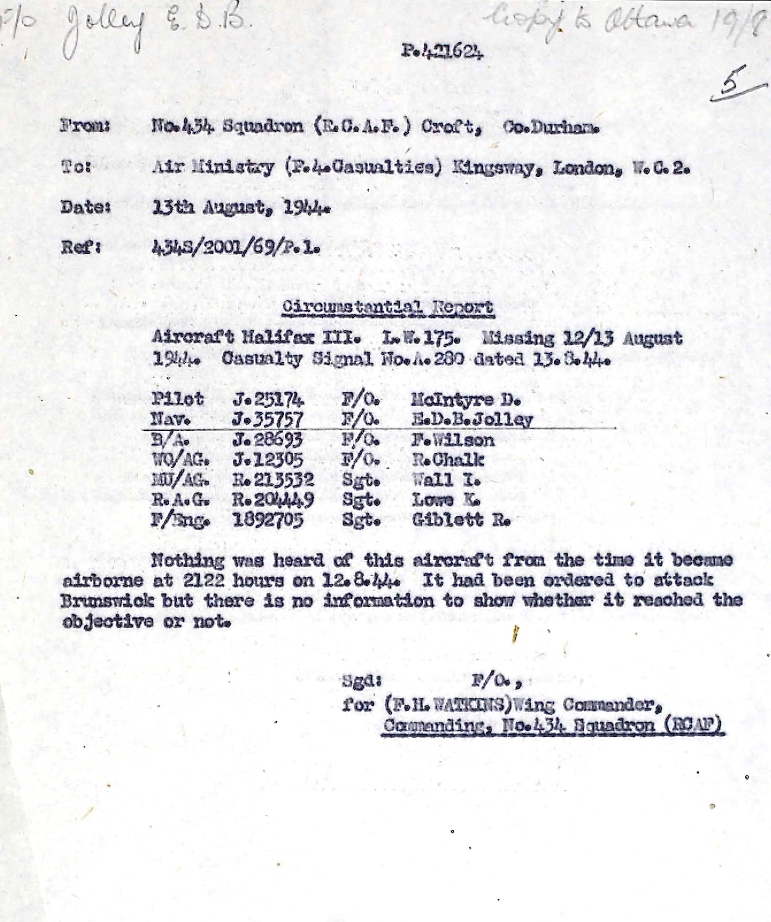 F/O Jolley E.D.B.
Copy to Ottawa 19/8
P.421624
5
From: No.434 Squadron (R.C.A.F.) Croft, Co.Durham.
To: Air Ministry (P.4.Casualties) Kingsway, London, W.C.2.
Date: 13th August, 1944.
Ref: 434S/2001/69/P.1.
Circumstantial Report
Aircraft Halifax III. L.W.175. Missing 12/13 August
1944. Casualty Signal No.A.280 dated 13.8.44.
Pilot J.25174 F/O. McIntyre D.
Nav. J.35757 F/O. E.D.B.Jolley
B/A. J.28693 F/O. F.Wilson
WO/AG. J.12305 F/O. R.Chalk
MU/AG. R.213532 Sgt. Wall I.
R.A.G. R.204449 Sgt. Lowe K.
F/Eng. 1892705 Sgt. Giblett R.
Nothing was heard of this aircraft from the time it became
airborne at 2122 hours on 12.8.44. It had been ordered to attack
Brunswick but there is no information to show whether it reached the
objective or not.
Sgd: F/O.,
for (F.H.WATKINS)Wing Commander,
Commanding, No.434 Squadron (RCAF)